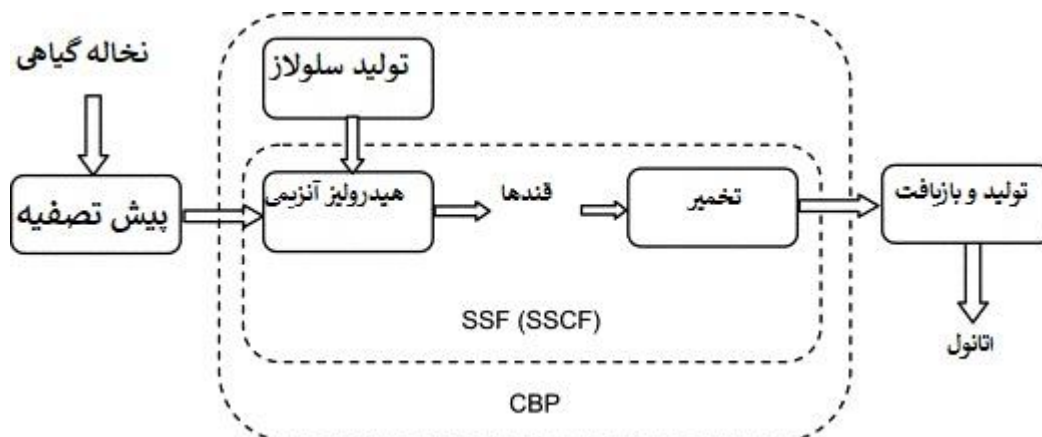 نخاله گیاهی
تولید سلولاز
پیش تصفیه
هیدرولیز آنزیمی
قندها
تخمیر
تولید و بازیافت
اتانول
SSF (SSCF)
CBP